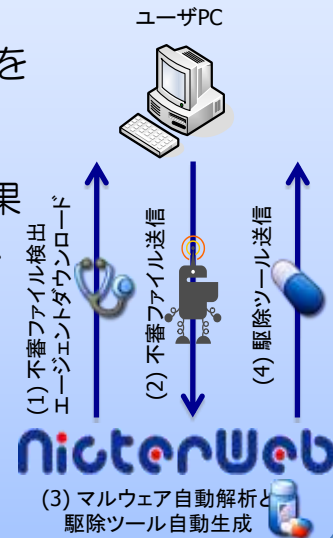 ユーザPC
を
果
(1) 不審ファイル検出
エージェントダウンロード
(2) 不審ファイル送信
(4) 駆除ツール送信
nicterWeb
(3) マルウェア自動解析と
駆除ツール自動生成